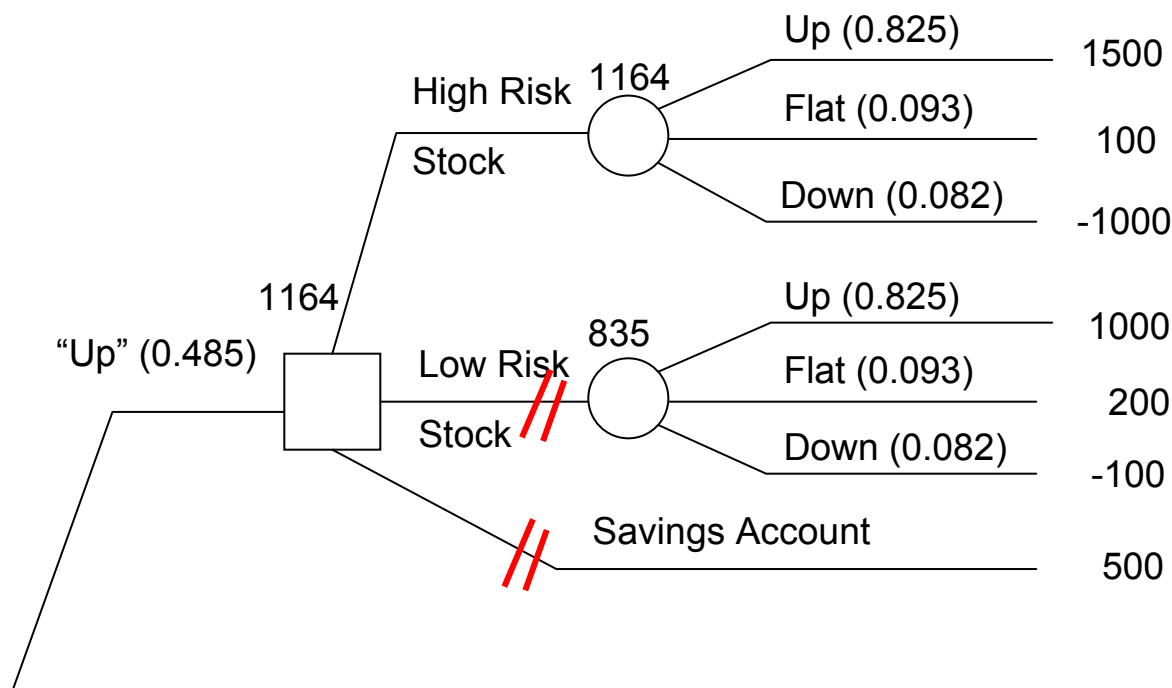 Up (0.825) 1500
1164
High Risk
Flat (0.093) 100
Stock
Down (0.082) -1000
1164
Up (0.825) 1000
835
“Up” (0.485)
Low Risk
Flat (0.093) 200
Stock
Down (0.082) -100
Savings Account 500